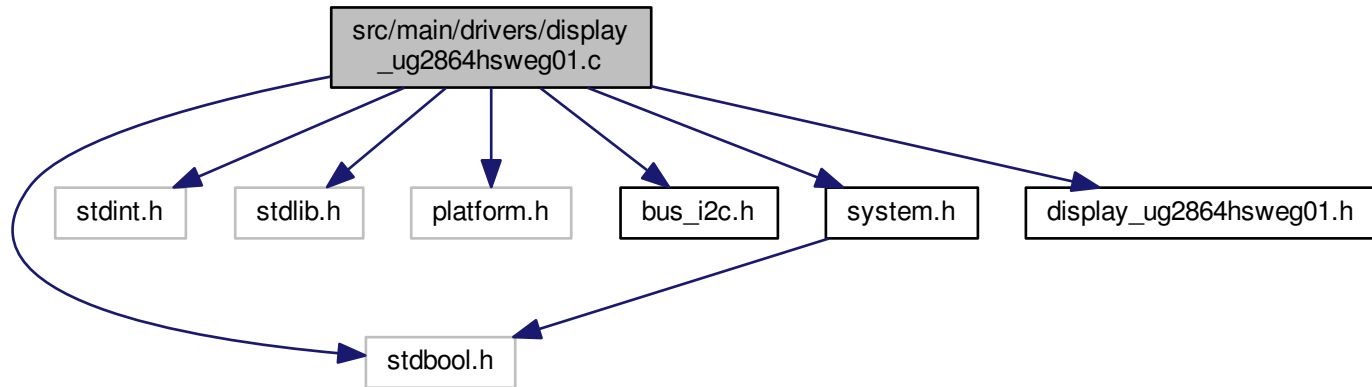 src/main/drivers/display
_ug2864hsweg01.c
stdint.h
stdlib.h
platform.h
bus_i2c.h
system.h
display_ug2864hsweg01.h
stdbool.h